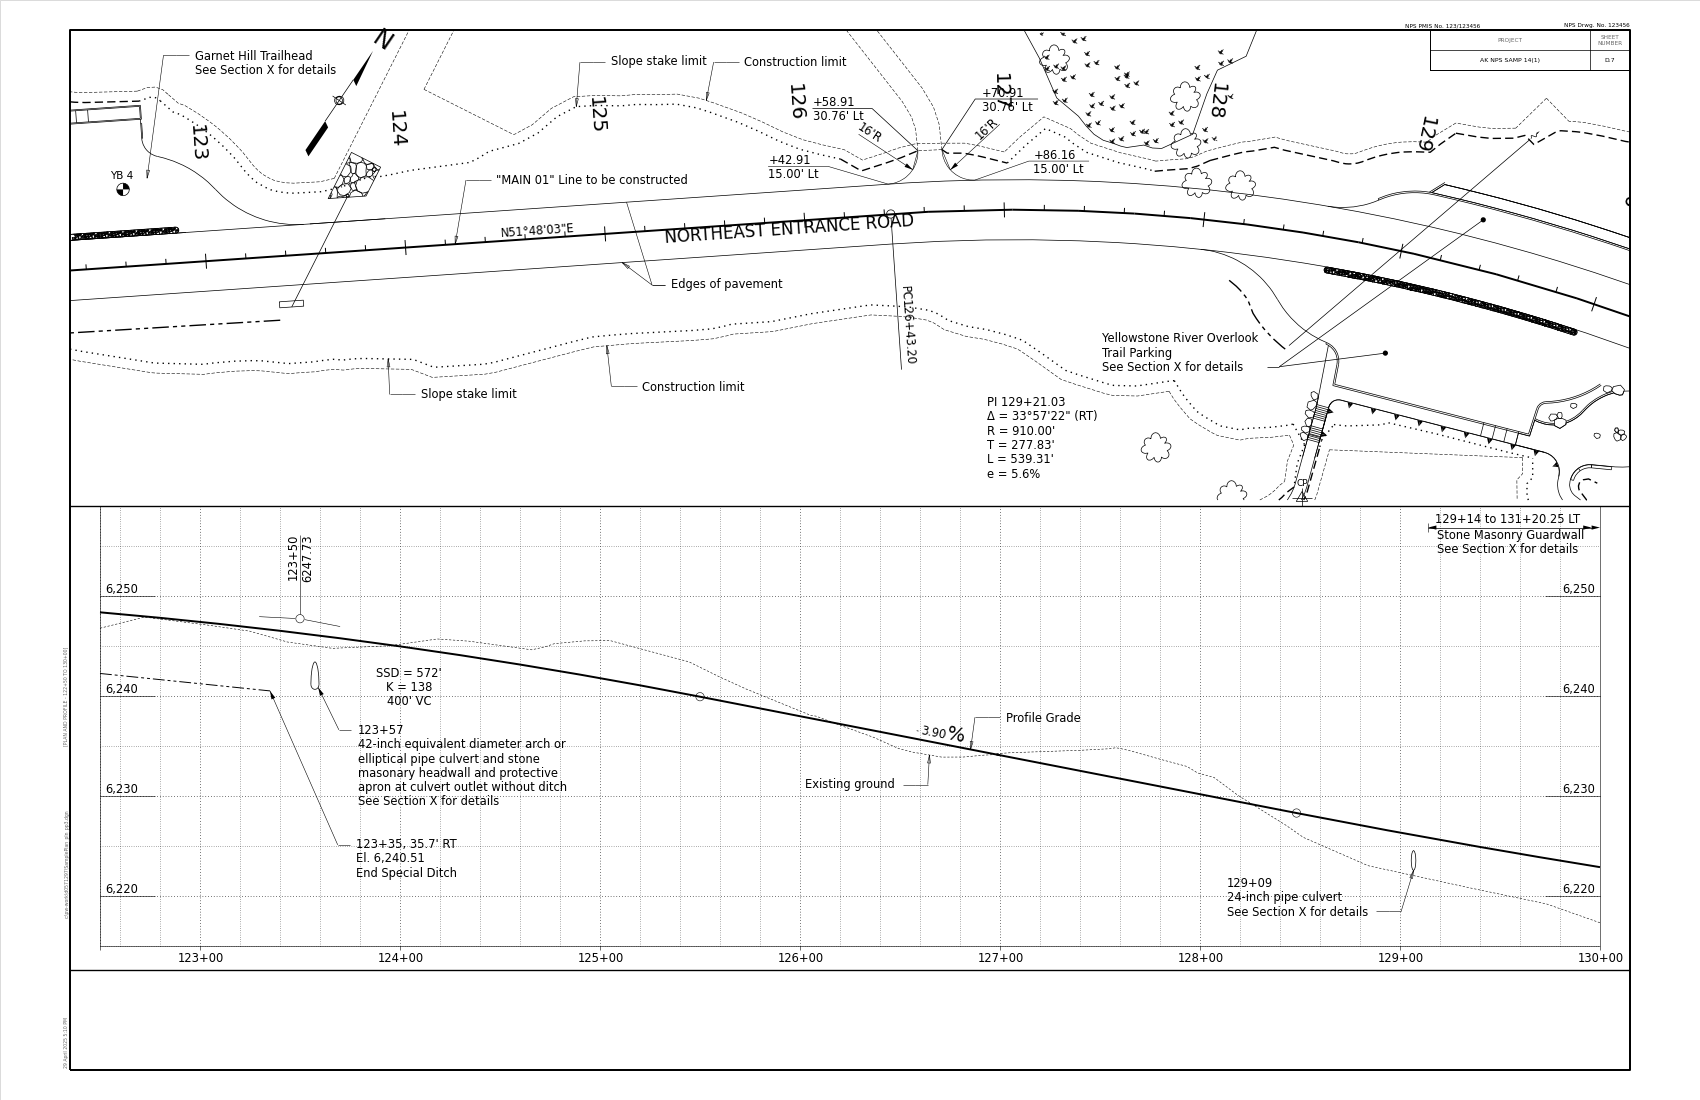 NPS PMIS No. 123/123456
NPS Drwg. No. 123456
PROJECT
SHEET
NUMBER
AK NPS SAMP 14(1)
D.7
Garnet Hill Trailhead
See Section X for details
N
Slope stake limit
Construction limit
123
124
125
126
127
128
129
+58.91
30.76' Lt
+70.91
30.76' Lt
16'R
16'R
+42.91
15.00' Lt
+86.16
15.00' Lt
YB 4
"MAIN 01" Line to be constructed
N51°48'03"E
NORTHEAST ENTRANCE ROAD
Edges of pavement
PC126+43.20
Yellowstone River Overlook
Trail Parking
See Section X for details
Slope stake limit
Construction limit
PI 129+21.03
Δ = 33°57'22" (RT)
R = 910.00'
T = 277.83'
L = 539.31'
e = 5.6%
CP
129+14 to 131+20.25 LT
Stone Masonry Guardwall
See Section X for details
123+50
6247.73
6,250
6,250
SSD = 572'
K = 138
400' VC
6,240
6,240
123+57
42-inch equivalent diameter arch or
elliptical pipe culvert and stone
masonary headwall and protective
apron at culvert outlet without ditch
See Section X for details
- 3.90%
Profile Grade
Existing ground
6,230
6,230
123+35, 35.7' RT
El. 6,240.51
End Special Ditch
129+09
24-inch pipe culvert
See Section X for details
6,220
6,220
123+00
124+00
125+00
126+00
127+00
128+00
129+00
130+00
29 April 2025 5:10 PM